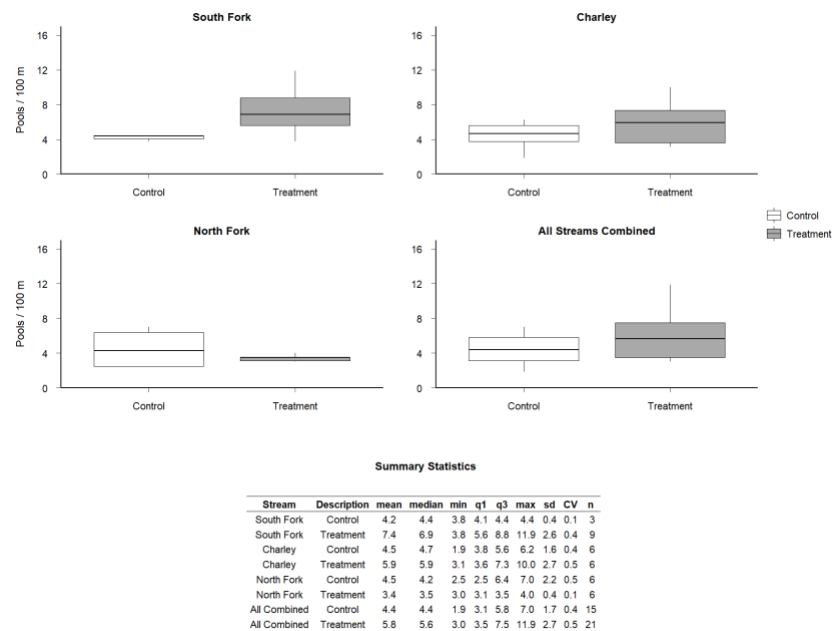 South Fork
Charley
16
12
8
4
0
Pools / 100 m
Control Treatment
16
12
8
4
0
Control Treatment
Control
Treatment
North Fork
All Streams Combined
16
12
8
4
0
Pools / 100 m
Control Treatment
16
12
8
4
0
Control Treatment
Summary Statistics
Stream Description mean median min q1 q3 max sd CV n
South Fork Control 4.2 4.4 3.8 4.1 4.4 4.4 0.4 0.1 3
South Fork Treatment 7.4 6.9 3.8 5.6 8.8 11.9 2.6 0.4 9
Charley Control 4.5 4.7 1.9 3.8 5.6 6.2 1.6 0.4 6
Charley Treatment 5.9 5.9 3.1 3.6 7.3 10.0 2.7 0.5 6
North Fork Control 4.5 4.2 2.5 2.5 6.4 7.0 2.2 0.5 6
North Fork Treatment 3.4 3.5 3.0 3.1 3.5 4.0 0.4 0.1 6
All Combined Control 4.4 4.4 1.9 3.1 5.8 7.0 1.7 0.4 15
All Combined Treatment 5.8 5.6 3.0 3.5 7.5 11.9 2.7 0.5 21